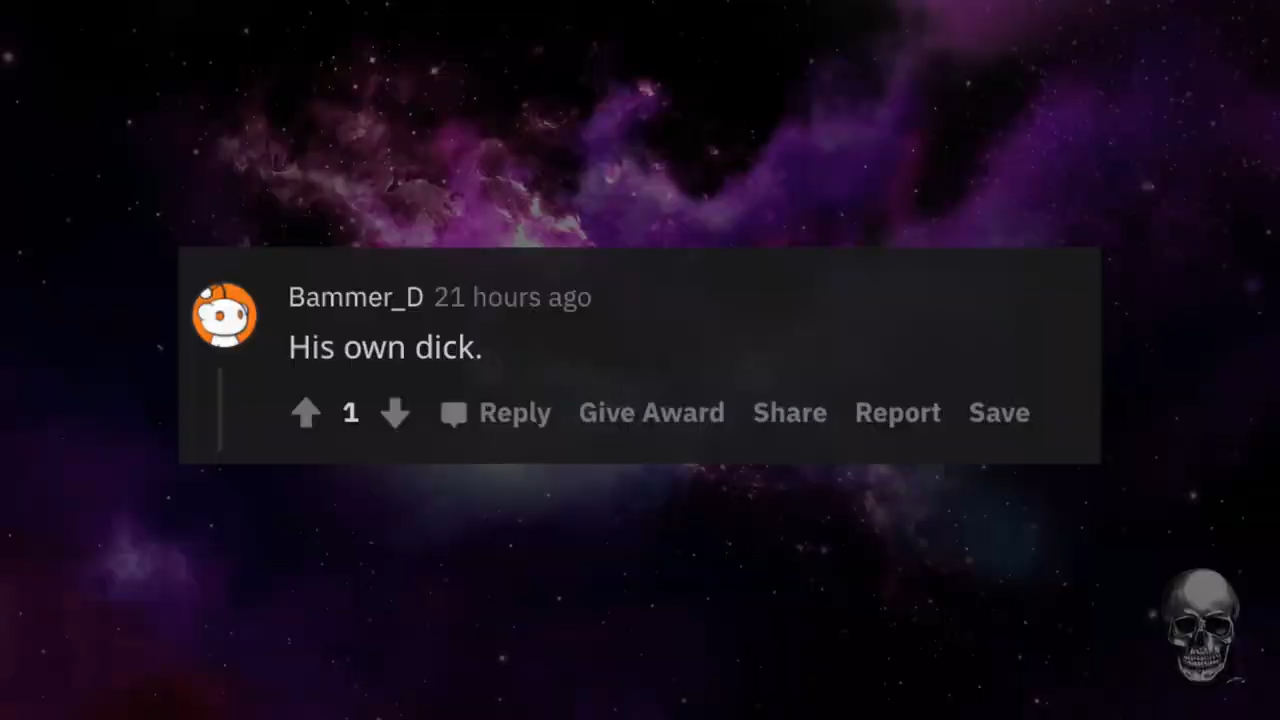 Bammer_D 21 hours ago
His own dick.
1 Reply Give Award Share Report Save